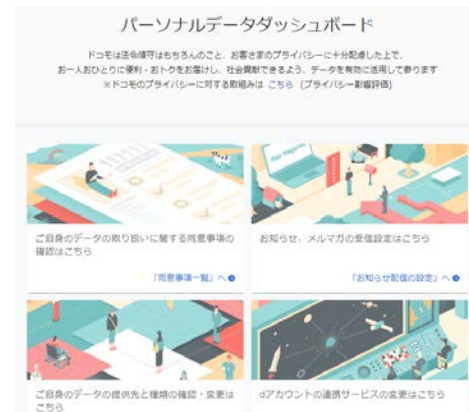 パーソナルデータダッシュボード
ドコモは法令順守はもちろんのこと、お客さまのプライバシーに十分配慮した上で、
お一人おひとりに便利・おトクをお届けし、社会貢献できるよう、データを有効に活用して参ります
※ドコモのプライバシーに対する取組みは こちら (プライバシー影響評価)
ご自身のデータの取り扱いに関する同意事項の
確認はこちら
「同意事項一覧」へ
お知らせ、メルマガの受信設定はこちら
「お知らせ配信の設定」へ
ご自身のデータの提供先と種類の確認・変更は
こちら
dアカウントの連携サービスの変更はこちら